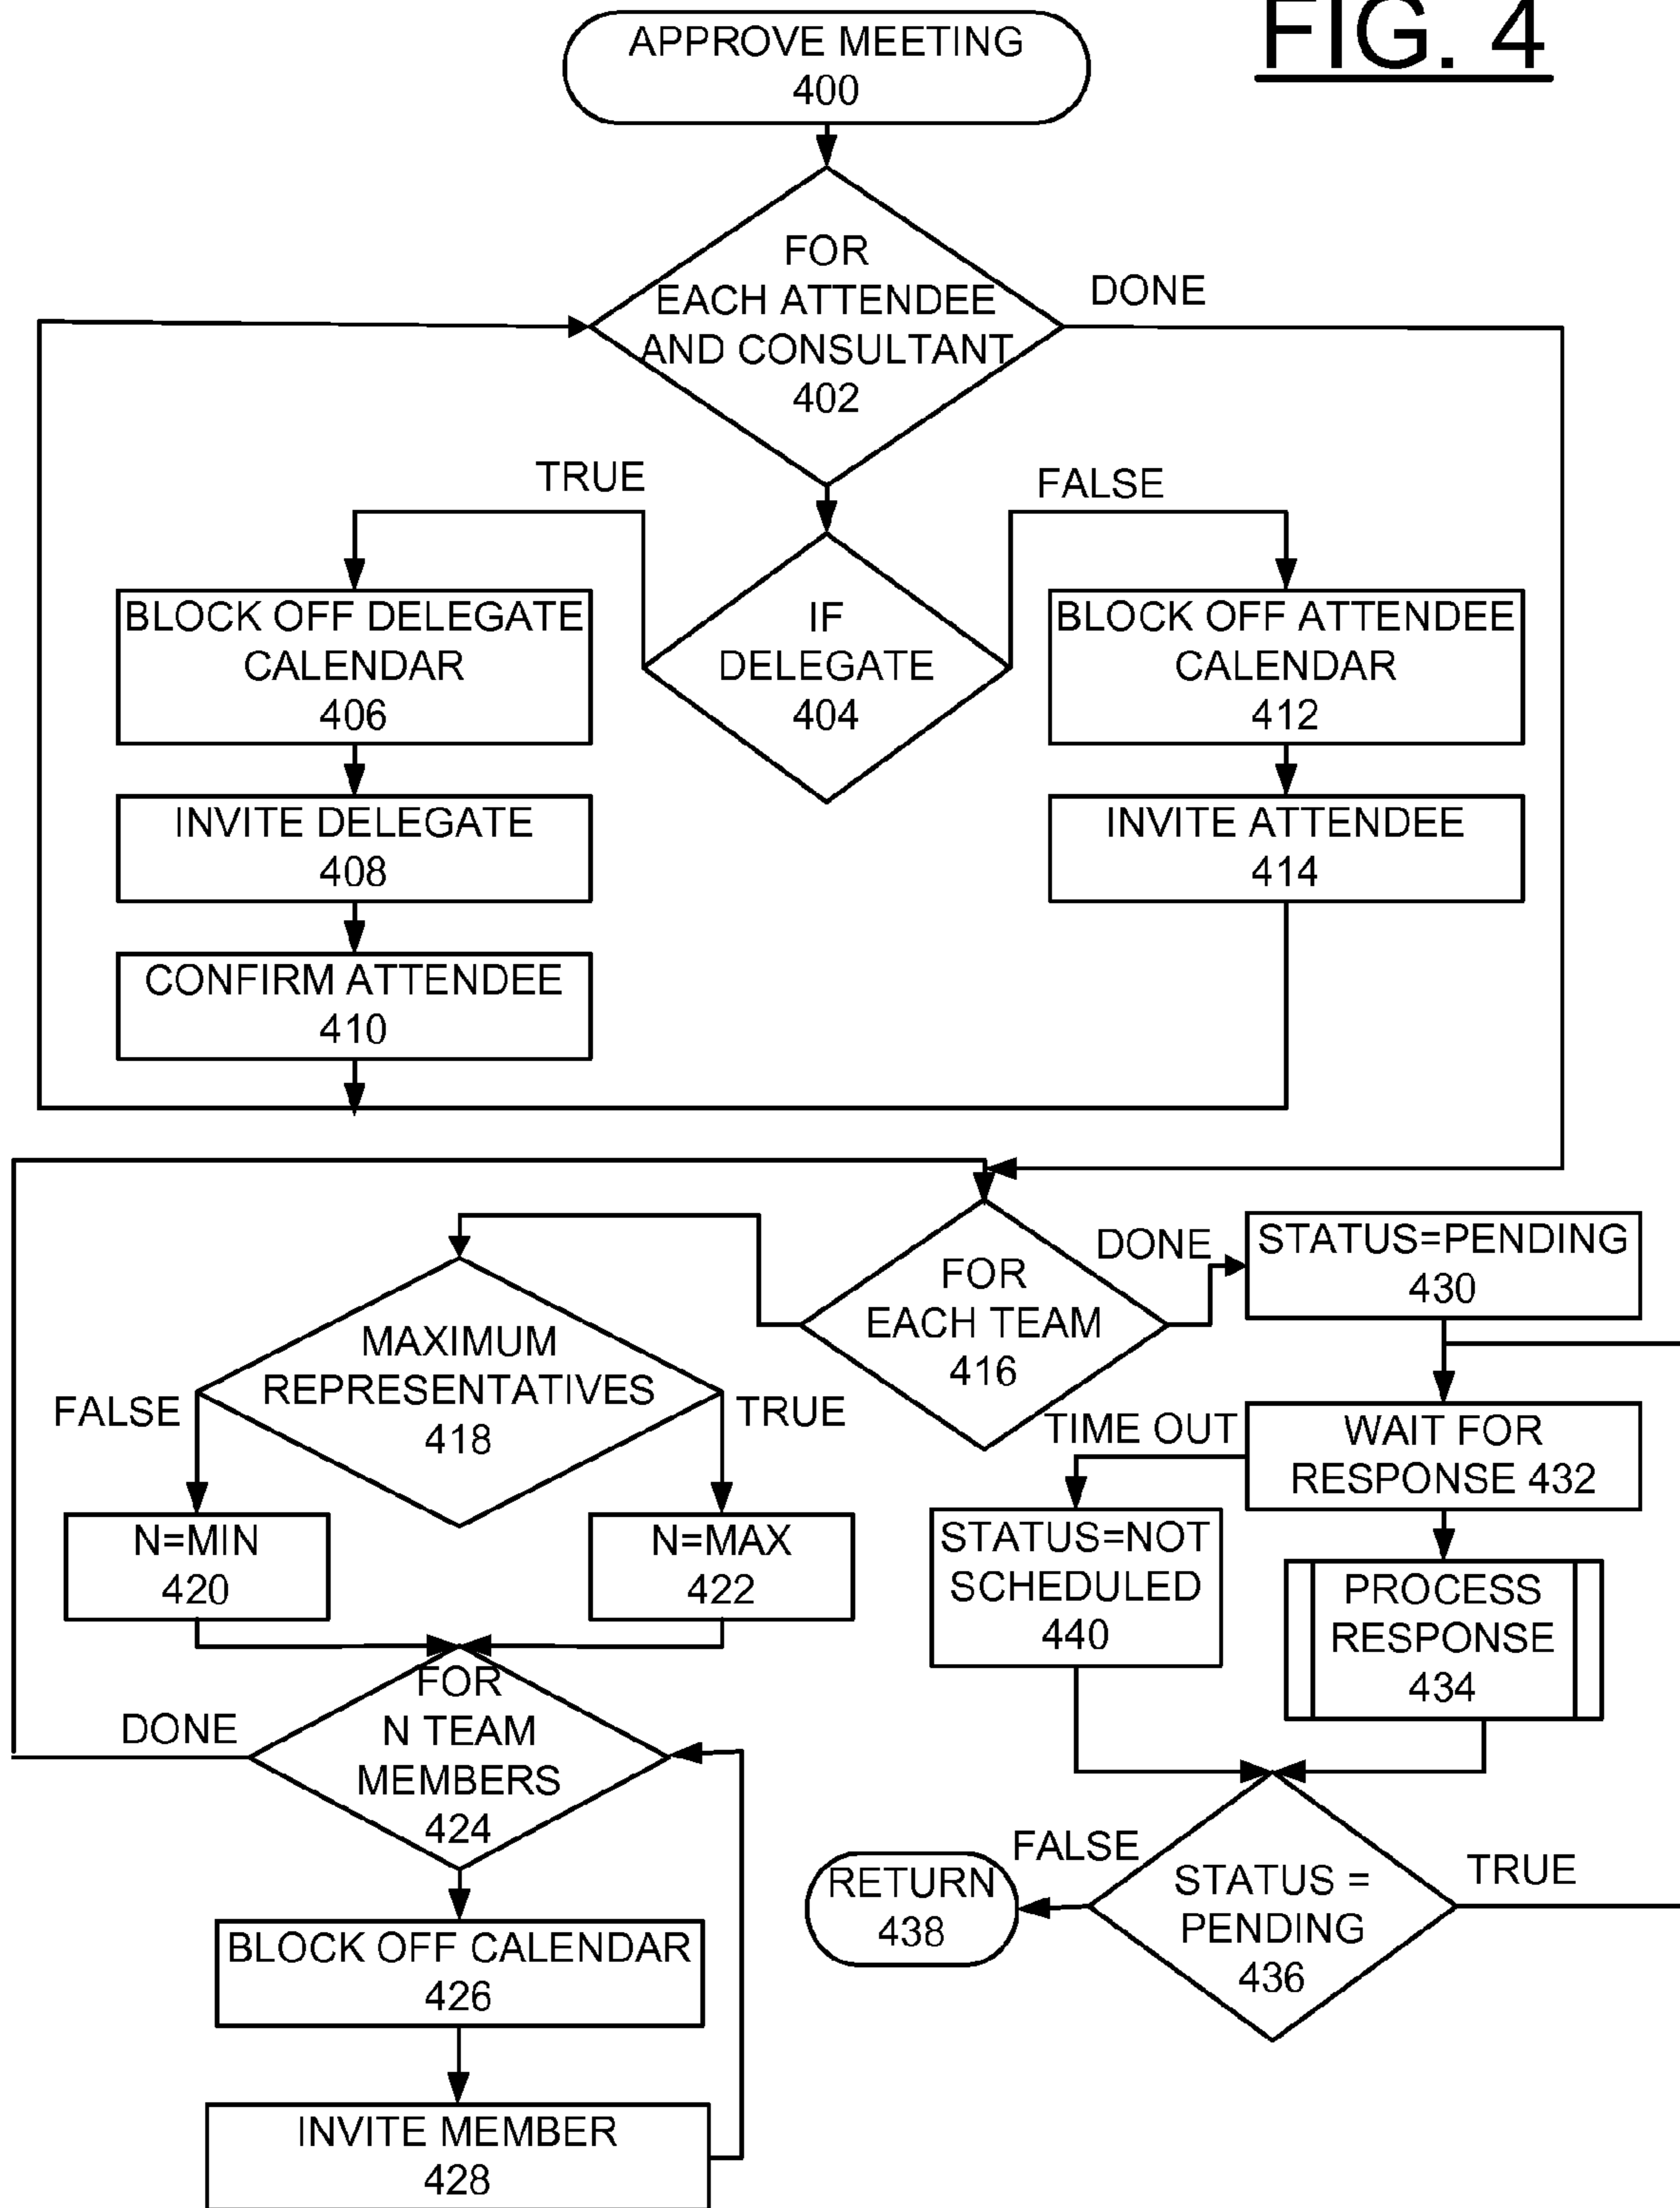 FIG. 4
APPROVE MEETING
400
FOR
EACH ATTENDEE
AND CONSULTANT
402
DONE
TRUE
FALSE
BLOCK OFF DELEGATE
CALENDAR
406
IF
DELEGATE
404
BLOCK OFF ATTENDEE
CALENDAR
412
INVITE DELEGATE
408
INVITE ATTENDEE
414
CONFIRM ATTENDEE
410
FOR
EACH TEAM
416
DONE
STATUS=PENDING
430
MAXIMUM
REPRESENTATIVES
418
FALSE
TRUE
TIME OUT
WAIT FOR
RESPONSE 432
N=MIN
420
N=MAX
422
STATUS=NOT
SCHEDULED
440
PROCESS
RESPONSE
434
FOR
N TEAM
MEMBERS
424
DONE
FALSE
RETURN
438
STATUS =
PENDING
436
TRUE
BLOCK OFF CALENDAR
426
INVITE MEMBER
428